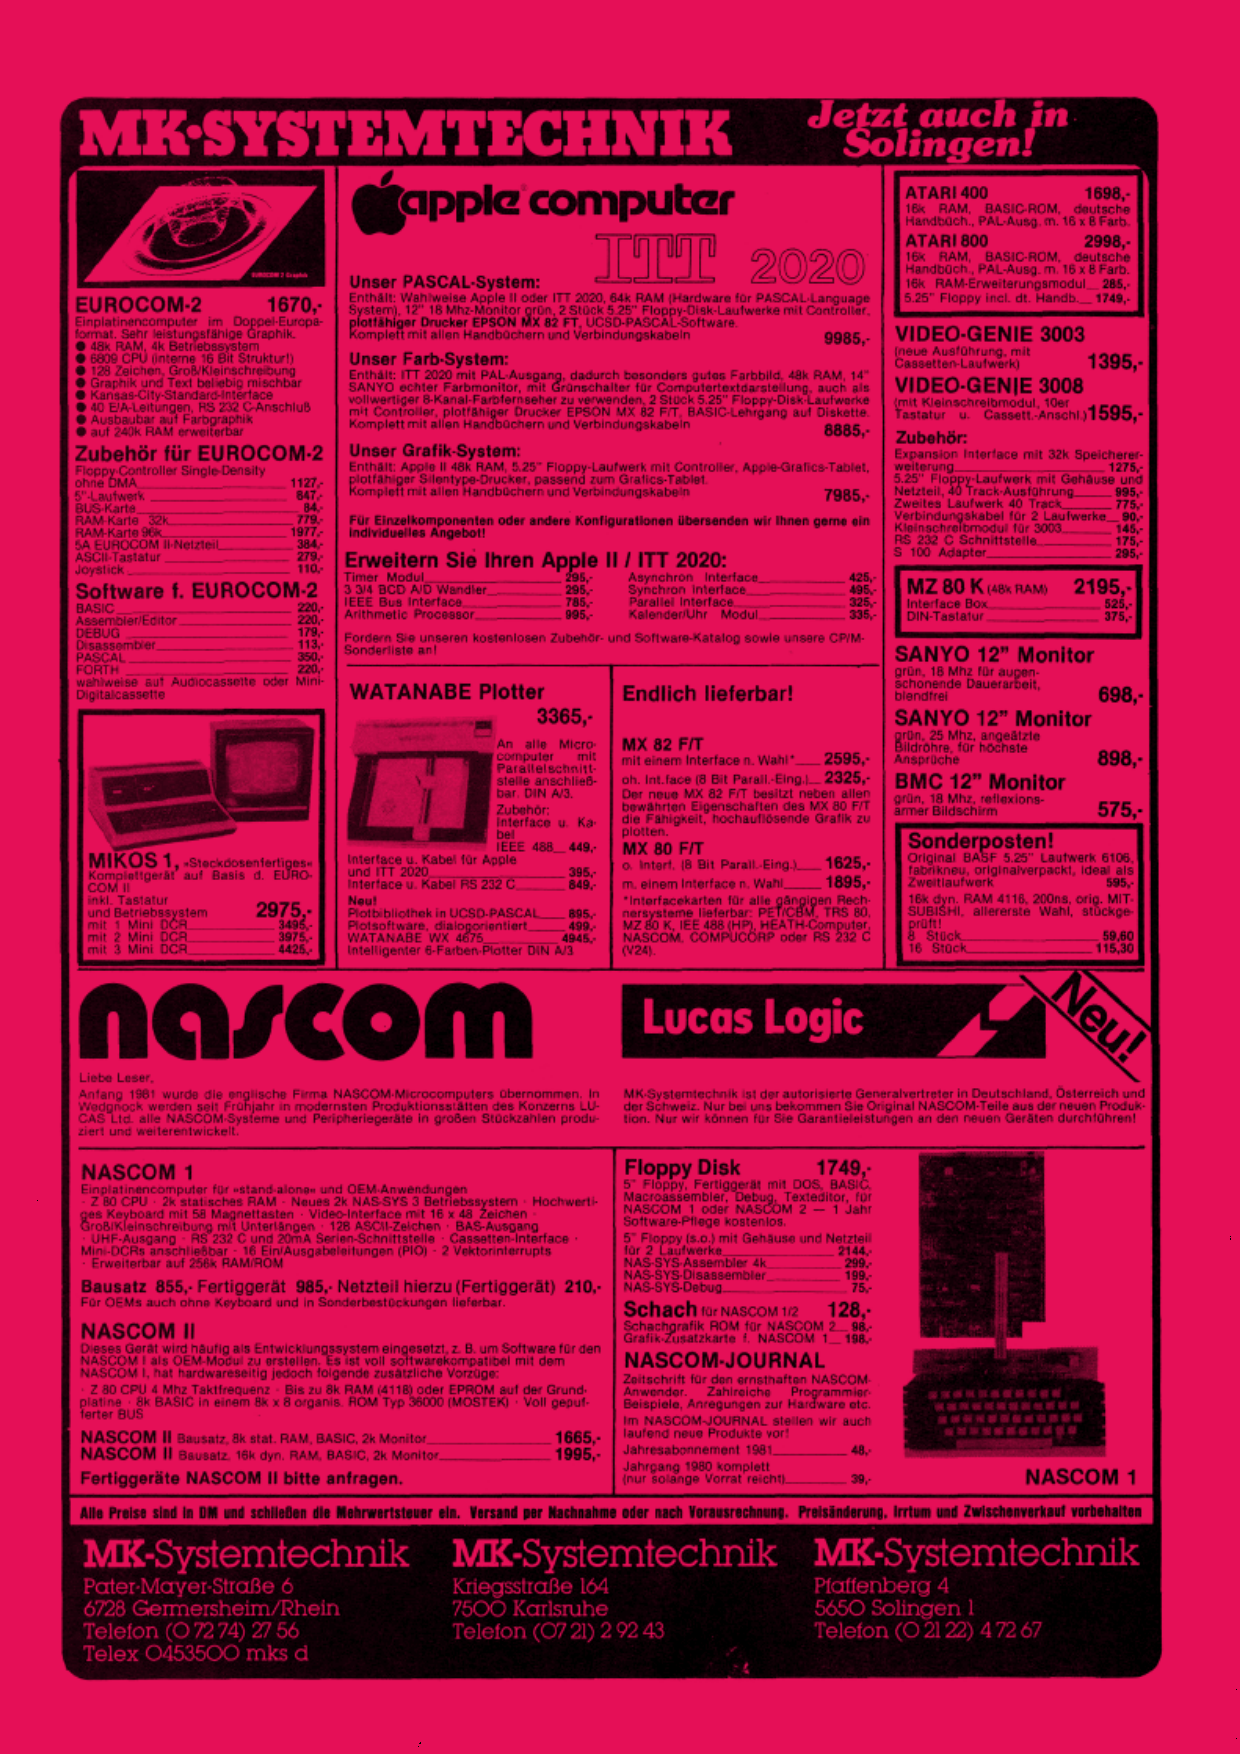 MK-SYSTEMTECHNIK
Jetzt auch in
Solingen!
EUROCOM 2 Graphik
EUROCOM-2 1670,-
Einplatinencomputer im Doppel-Europa-
format. Sehr leistungsfähige Graphik.
● 48k RAM, 4k Betriebssystem
● 6809 CPU (interne 16 Bit Struktur!)
● 128 Zeichen, Groß/Kleinschreibung
● Graphik und Text beliebig mischbar
● Kansas-City-Standard-Interface
● 40 E/A-Leitungen, RS 232 C-Anschluß
● Ausbaubar auf Farbgraphik
● auf 240k RAM erweiterbar
Zubehör für EUROCOM-2
Floppy-Controller Single-Density
ohne DMA 1127,-
5"-Laufwerk 847,-
BUS-Karte 84,-
RAM-Karte 32k 779,-
RAM-Karte 96k 1977,-
5A EUROCOM II-Netzteil 384,-
ASCII-Tastatur 279,-
Joystick 110,-
Software f. EUROCOM-2
BASIC 220,-
Assembler/Editor 220,-
DEBUG 179,-
Disassembler 113,-
PASCAL 350,-
FORTH 220,-
wahlweise auf Audiocassette oder Mini-
Digitalcassette
MIKOS 1, »Steckdosenfertiges«
Komplettgerät auf Basis d. EURO-
COM II
inkl. Tastatur
und Betriebssystem 2975,-
mit 1 Mini DCR 3495,-
mit 2 Mini DCR 3975,-
mit 3 Mini DCR 4425,-
apple computer
ITT 2020
Unser PASCAL-System:
Enthält: Wahlweise Apple II oder ITT 2020, 64k RAM (Hardware für PASCAL-Language
System), 12" 18 Mhz-Monitor grün, 2 Stück 5.25" Floppy-Disk-Laufwerke mit Controller,
plotfähiger Drucker EPSON MX 82 FT, UCSD-PASCAL-Software.
Komplett mit allen Handbüchern und Verbindungskabeln 9985,-
Unser Farb-System:
Enthält: ITT 2020 mit PAL-Ausgang, dadurch besonders gutes Farbbild, 48k RAM, 14"
SANYO echter Farbmonitor, mit Grünschalter für Computertextdarstellung, auch als
vollwertiger 8-Kanal-Farbfernseher zu verwenden, 2 Stück 5.25" Floppy-Disk-Laufwerke
mit Controller, plotfähiger Drucker EPSON MX 82 F/T, BASIC-Lehrgang auf Diskette.
Komplett mit allen Handbüchern und Verbindungskabeln 8885,-
Unser Grafik-System:
Enthält: Apple II 48k RAM, 5.25" Floppy-Laufwerk mit Controller, Apple-Grafics-Tablet,
plotfähiger Silentype-Drucker, passend zum Grafics-Tablet.
Komplett mit allen Handbüchern und Verbindungskabeln 7985,-
Für Einzelkomponenten oder andere Konfigurationen übersenden wir Ihnen gerne ein
individuelles Angebot!
Erweitern Sie Ihren Apple II / ITT 2020:
Timer Modul 295,-
3 3/4 BCD A/D Wandler 295,-
IEEE Bus Interface 785,-
Arithmetic Processor 995,-
Asynchron Interface 425,-
Synchron Interface 495,-
Parallel Interface 325,-
Kalender/Uhr Modul 335,-
Fordern Sie unseren kostenlosen Zubehör- und Software-Katalog sowie unsere CP/M-
Sonderliste an!
WATANABE Plotter
3365,-
An alle Micro-
computer mit
Parallelschnitt-
stelle anschließ-
bar. DIN A/3.
Zubehör:
Interface u. Ka-
bel
IEEE 488 449,-
Interface u. Kabel für Apple
und ITT 2020 395,-
Interface u. Kabel RS 232 C 849,-
Neu!
Plotbibliothek in UCSD-PASCAL 895,-
Plotsoftware, dialogorientiert 499,-
WATANABE WX 4675 4945,-
Intelligenter 6-Farben-Plotter DIN A/3
Endlich lieferbar!
MX 82 F/T
mit einem Interface n. Wahl* 2595,-
oh. Int.face (8 Bit Parall.-Eing.) 2325,-
Der neue MX 82 F/T besitzt neben allen
bewährten Eigenschaften des MX 80 F/T
die Fähigkeit, hochauflösende Grafik zu
plotten.
MX 80 F/T
o. Interf. (8 Bit Parall.-Eing.) 1625,-
m. einem Interface n. Wahl 1895,-
*Interfacekarten für alle gängigen Rech-
nersysteme lieferbar: PET/CBM, TRS 80,
MZ 80 K, IEE 488 (HP), HEATH-Computer,
NASCOM, COMPUCORP oder RS 232 C
(V24).
ATARI 400 1698,-
16k RAM, BASIC-ROM, deutsche
Handbüch., PAL-Ausg. m. 16 x 8 Farb.
ATARI 800 2998,-
16k RAM, BASIC-ROM, deutsche
Handbüch., PAL-Ausg. m. 16 x 8 Farb.
16k RAM-Erweiterungsmodul 285,-
5.25" Floppy incl. dt. Handb. 1749,-
VIDEO-GENIE 3003
(neue Ausführung, mit
Cassetten-Laufwerk) 1395,-
VIDEO-GENIE 3008
(mit Kleinschreibmodul, 10er
Tastatur u. Cassett.-Anschl.) 1595,-
Zubehör:
Expansion Interface mit 32k Speicherer-
weiterung 1275,-
5.25" Floppy-Laufwerk mit Gehäuse und
Netzteil, 40 Track-Ausführung 995,-
Zweites Laufwerk 40 Track 775,-
Verbindungskabel für 2 Laufwerke 90,-
Kleinschreibmodul für 3003 145,-
RS 232 C Schnittstelle 175,-
S 100 Adapter 295,-
MZ 80 K (48k RAM) 2195,-
Interface Box 525,-
DIN-Tastatur 375,-
SANYO 12" Monitor
grün, 18 Mhz für augen-
schonende Dauerarbeit,
blendfrei 698,-
SANYO 12" Monitor
grün, 25 Mhz, angeätzte
Bildröhre, für höchste
Ansprüche 898,-
BMC 12" Monitor
grün, 18 Mhz, reflexions-
armer Bildschirm 575,-
Sonderposten!
Original BASF 5.25" Laufwerk 6106,
fabrikneu, originalverpackt, ideal als
Zweitlaufwerk 595,-
16k dyn. RAM 4116, 200ns, orig. MIT-
SUBISHI, allererste Wahl, stückge-
prüft!
8 Stück 59,60
16 Stück 115,30
nascom
Lucas Logic
Neu!
Liebe Leser,
Anfang 1981 wurde die englische Firma NASCOM-Microcomputers übernommen. In
Wedgnock werden seit Frühjahr in modernsten Produktionsstätten des Konzerns LU-
CAS Ltd. alle NASCOM-Systeme und Peripheriegeräte in großen Stückzahlen produ-
ziert und weiterentwickelt.
MK-Systemtechnik ist der autorisierte Generalvertreter in Deutschland, Österreich und
der Schweiz. Nur bei uns bekommen Sie Original NASCOM-Teile aus der neuen Produk-
tion. Nur wir können für Sie Garantieleistungen an den neuen Geräten durchführen!
NASCOM 1
Einplatinencomputer für »stand-alone« und OEM-Anwendungen
· Z 80 CPU · 2k statisches RAM · Neues 2k NAS-SYS 3 Betriebssystem · Hochwerti-
ges Keyboard mit 58 Magnettasten · Video-Interface mit 16 x 48 Zeichen ·
Groß/Kleinschreibung mit Unterlängen · 128 ASCII-Zeichen · BAS-Ausgang
· UHF-Ausgang · RS 232 C und 20mA Serien-Schnittstelle · Cassetten-Interface ·
Mini-DCRs anschließbar · 16 Ein/Ausgabeleitungen (PIO) · 2 Vektorinterrupts
· Erweiterbar auf 256k RAM/ROM
Bausatz 855,- Fertiggerät 985,- Netzteil hierzu (Fertiggerät) 210,-
Für OEMs auch ohne Keyboard und in Sonderbestückungen lieferbar.
NASCOM II
Dieses Gerät wird häufig als Entwicklungssystem eingesetzt, z. B. um Software für den
NASCOM I als OEM-Modul zu erstellen. Es ist voll softwarekompatibel mit dem
NASCOM I, hat hardwareseitig jedoch folgende zusätzliche Vorzüge:
· Z 80 CPU 4 Mhz Taktfrequenz · Bis zu 8k RAM (4118) oder EPROM auf der Grund-
platine · 8k BASIC in einem 8k x 8 organis. ROM Typ 36000 (MOSTEK) · Voll gepuf-
ferter BUS
NASCOM II Bausatz, 8k stat. RAM, BASIC, 2k Monitor 1665,-
NASCOM II Bausatz, 16k dyn. RAM, BASIC, 2k Monitor 1995,-
Fertiggeräte NASCOM II bitte anfragen.
Floppy Disk 1749,-
5" Floppy, Fertiggerät mit DOS, BASIC,
Macroassembler, Debug, Texteditor, für
NASCOM 1 oder NASCOM 2 — 1 Jahr
Software-Pflege kostenlos.
5" Floppy (s.o.) mit Gehäuse und Netzteil
für 2 Laufwerke 2144,-
NAS-SYS-Assembler 4k 299,-
NAS-SYS-Disassembler 199,-
NAS-SYS-Debug 75,-
Schach für NASCOM 1/2 128,-
Schachgrafik ROM für NASCOM 2 98,-
Grafik-Zusatzkarte f. NASCOM 1 198,-
NASCOM-JOURNAL
Zeitschrift für den ernsthaften NASCOM-
Anwender. Zahlreiche Programmier-
Beispiele, Anregungen zur Hardware etc.
Im NASCOM-JOURNAL stellen wir auch
laufend neue Produkte vor!
Jahresabonnement 1981 48,-
Jahrgang 1980 komplett
(nur solange Vorrat reicht) 39,-
NASCOM 1
Alle Preise sind in DM und schließen die Mehrwertsteuer ein. Versand per Nachnahme oder nach Vorausrechnung. Preisänderung, Irrtum und Zwischenverkauf vorbehalten
MK-Systemtechnik
Pater-Mayer-Straße 6
6728 Germersheim/Rhein
Telefon (0 72 74) 27 56
Telex 0453500 mks d
MK-Systemtechnik
Kriegsstraße 164
7500 Karlsruhe
Telefon (07 21) 2 92 43
MK-Systemtechnik
Pfaffenberg 4
5650 Solingen 1
Telefon (0 21 22) 4 72 67